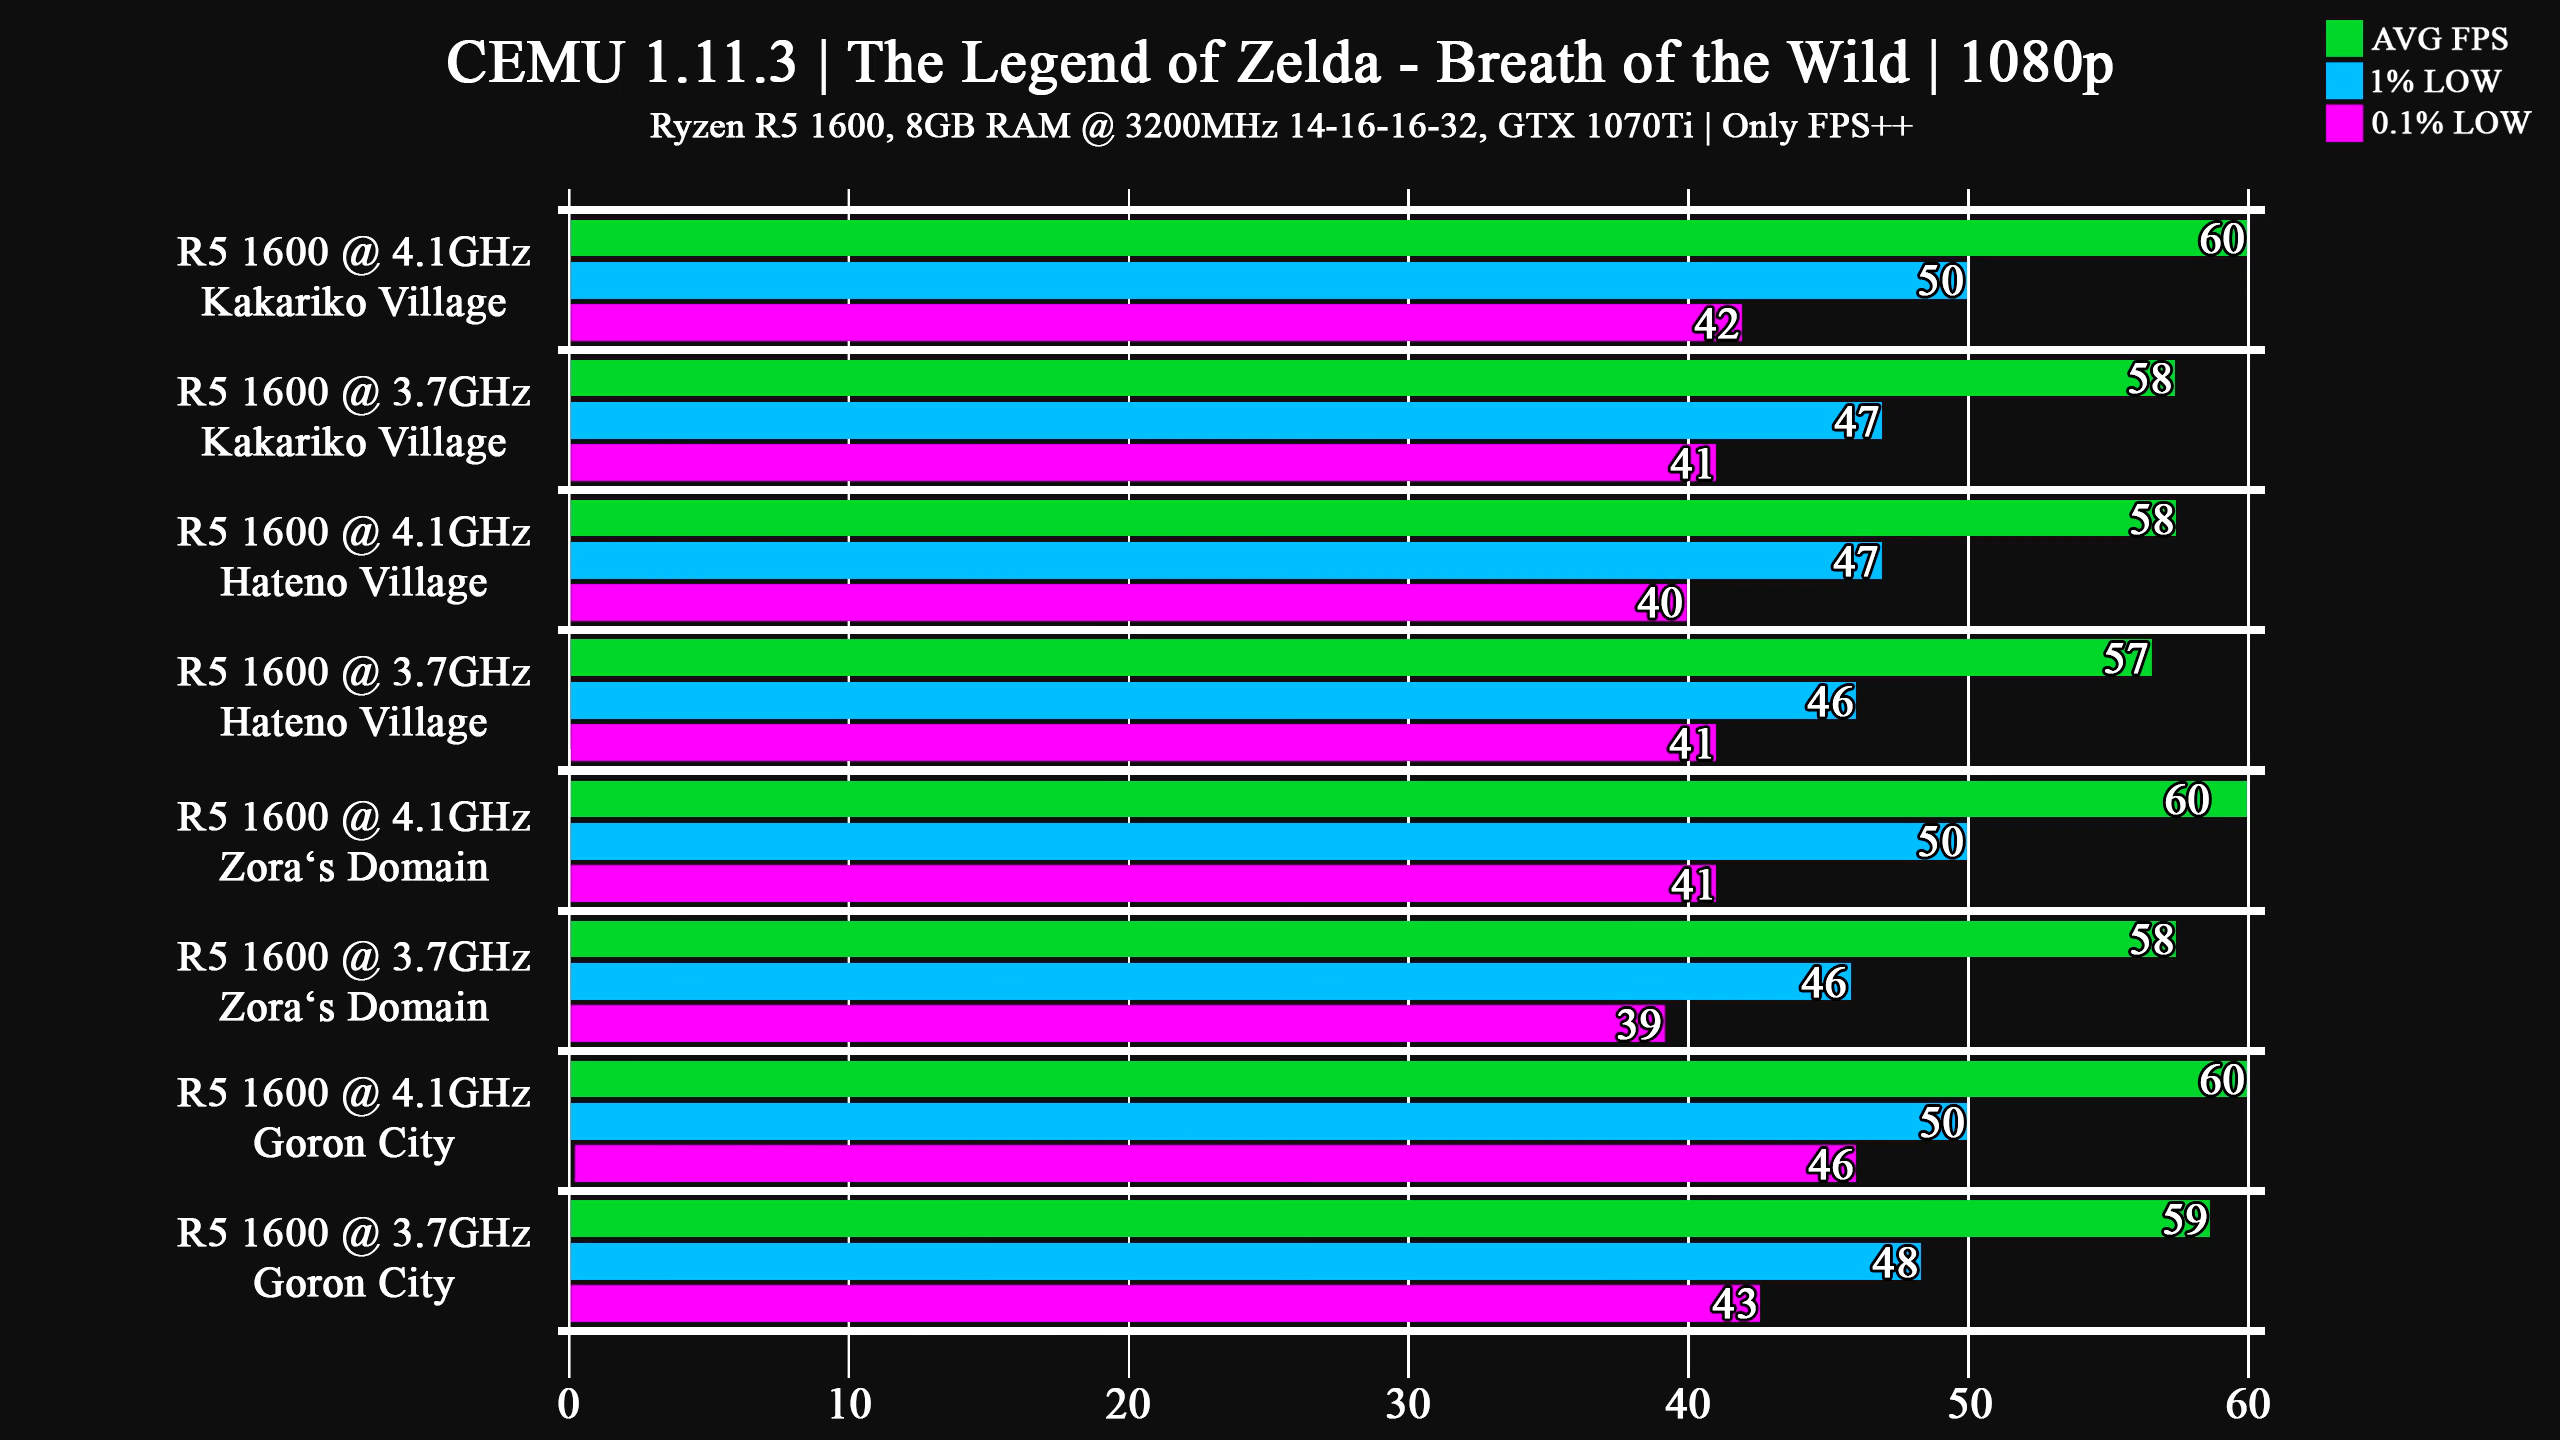 CEMU 1.11.3 | The Legend of Zelda - Breath of the Wild | 1080p
Ryzen R5 1600, 8GB RAM @ 3200MHz 14-16-16-32, GTX 1070Ti | Only FPS++
AVG FPS
1% LOW
0.1% LOW
R5 1600 @ 4.1GHz
Kakariko Village
60
50
42
R5 1600 @ 3.7GHz
Kakariko Village
58
47
41
R5 1600 @ 4.1GHz
Hateno Village
58
47
40
R5 1600 @ 3.7GHz
Hateno Village
57
46
41
R5 1600 @ 4.1GHz
Zora‘s Domain
60
50
41
R5 1600 @ 3.7GHz
Zora‘s Domain
58
46
39
R5 1600 @ 4.1GHz
Goron City
60
50
46
R5 1600 @ 3.7GHz
Goron City
59
48
43
0 10 20 30 40 50 60